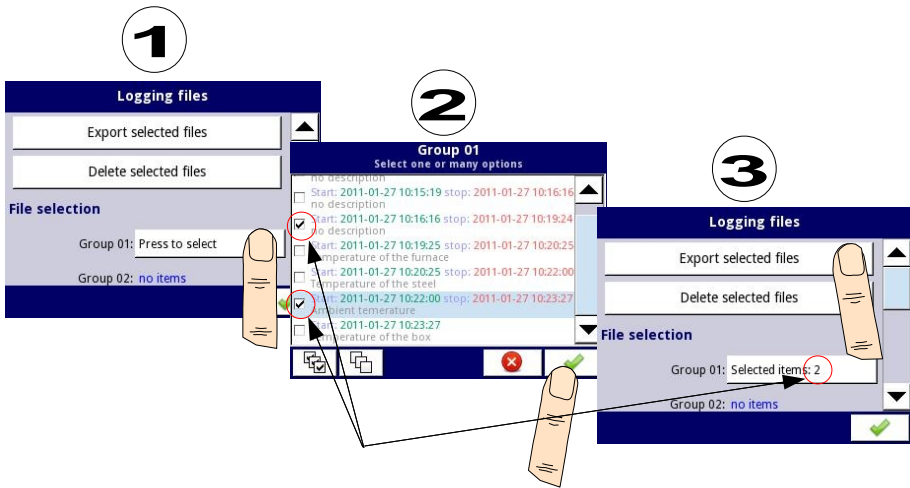 1
Logging files
Export selected files
Delete selected files
File selection
Group 01: Press to select
Group 02: no items
2
Group 01
Select one or many options
no description
Start: 2011-01-27 10:15:19 stop: 2011-01-27 10:16:16
no description
Start: 2011-01-27 10:16:16 stop: 2011-01-27 10:19:24
no description
Start: 2011-01-27 10:19:25 stop: 2011-01-27 10:20:25
Temperature of the furnace
Start: 2011-01-27 10:20:25 stop: 2011-01-27 10:22:00
Temperature of the steel
Start: 2011-01-27 10:22:00 stop: 2011-01-27 10:23:27
Ambient temerature
Start: 2011-01-27 10:23:27
Temperature of the box
3
Logging files
Export selected files
Delete selected files
File selection
Group 01: Selected items: 2
Group 02: no items